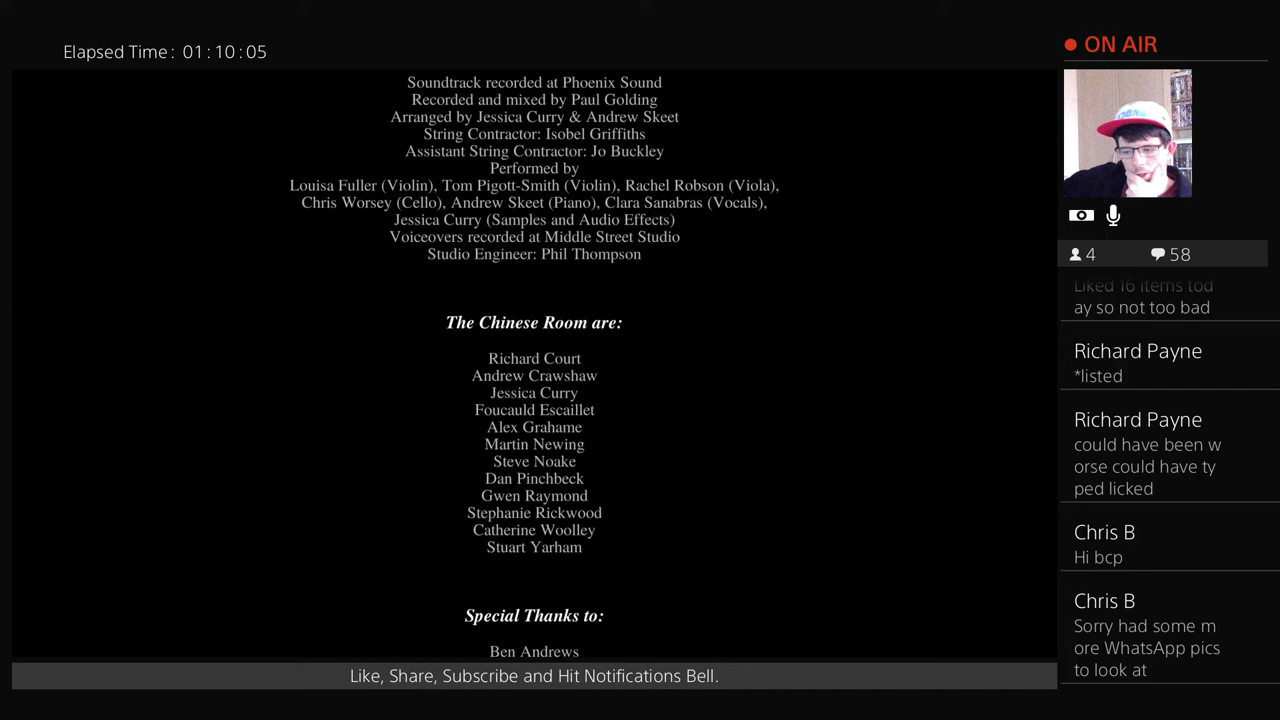 Elapsed Time: 01:10:05
ON AIR
Soundtrack recorded at Phoenix Sound
Recorded and mixed by Paul Golding
Arranged by Jessica Curry & Andrew Skeet
String Contractor: Isobel Griffiths
Assistant String Contractor: Jo Buckley
Performed by
Louisa Fuller (Violin), Tom Pigott-Smith (Violin), Rachel Robson (Viola),
Chris Worsey (Cello), Andrew Skeet (Piano), Clara Sanabras (Vocals),
Jessica Curry (Samples and Audio Effects)
Voiceovers recorded at Middle Street Studio
Studio Engineer: Phil Thompson
The Chinese Room are:
Richard Court
Andrew Crawshaw
Jessica Curry
Foucauld Escaillet
Alex Grahame
Martin Newing
Steve Noake
Dan Pinchbeck
Gwen Raymond
Stephanie Rickwood
Catherine Woolley
Stuart Yarham
Special Thanks to:
Ben Andrews
Like, Share, Subscribe and Hit Notifications Bell.
4
58
Liked 16 items tod
ay so not too bad
Richard Payne
*listed
Richard Payne
could have been w
orse could have ty
ped licked
Chris B
Hi bcp
Chris B
Sorry had some m
ore WhatsApp pics
to look at